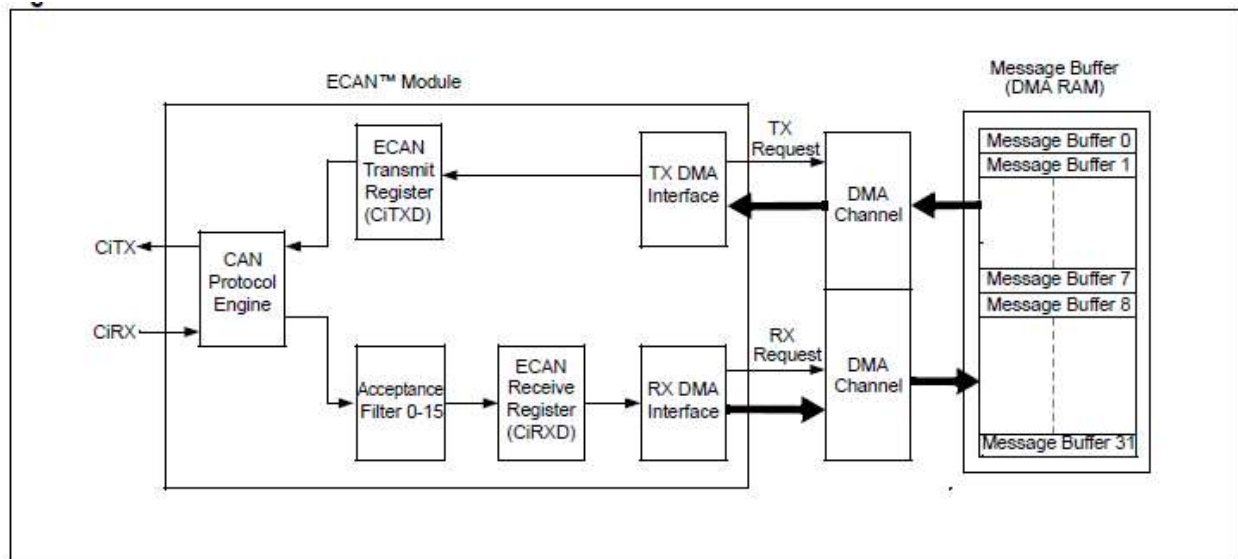 ECAN™ Module
Message Buffer
(DMA RAM)
ECAN
Transmit
Register
(CiTXD)
TX DMA
Interface
TX
Request
DMA
Channel
Message Buffer 0
Message Buffer 1
CiTX
CAN
Protocol
Engine
CiRX
Message Buffer 7
Message Buffer 8
Acceptance
Filter 0-15
ECAN
Receive
Register
(CiRXD)
RX DMA
Interface
RX
Request
DMA
Channel
Message Buffer 31